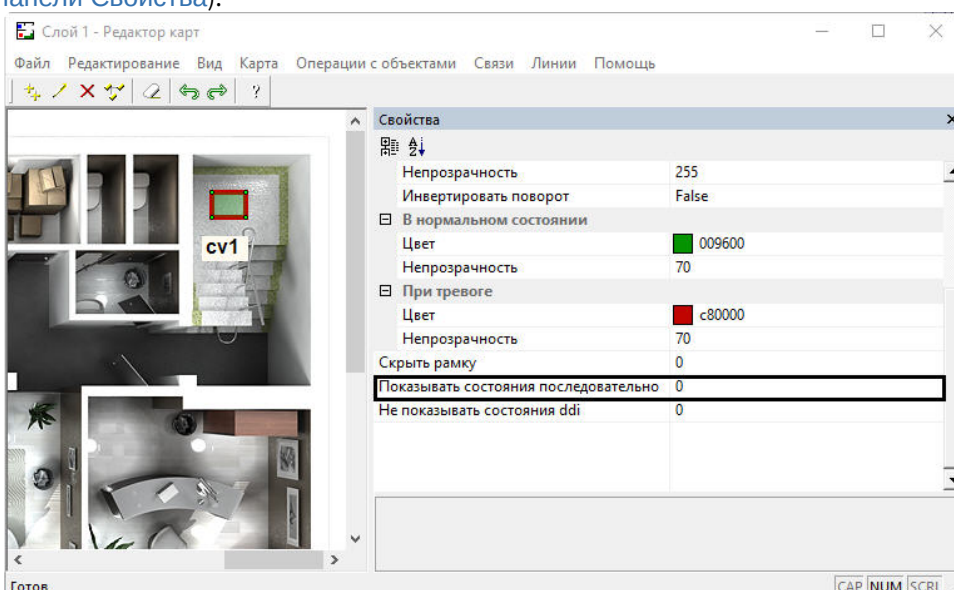 панели Свойства).
Слой 1 - Редактор карт
Файл Редактирование Вид Карта Операции с объектами Связи Линии Помощь
?
Свойства
Непрозрачность 255
Инвертировать поворот False
В нормальном состоянии
Цвет 009600
Непрозрачность 70
При тревоге
Цвет c80000
Непрозрачность 70
Скрыть рамку 0
Показывать состояния последовательно 0
Не показывать состояния ddi 0
cv1
Готов CAP NUM SCRL